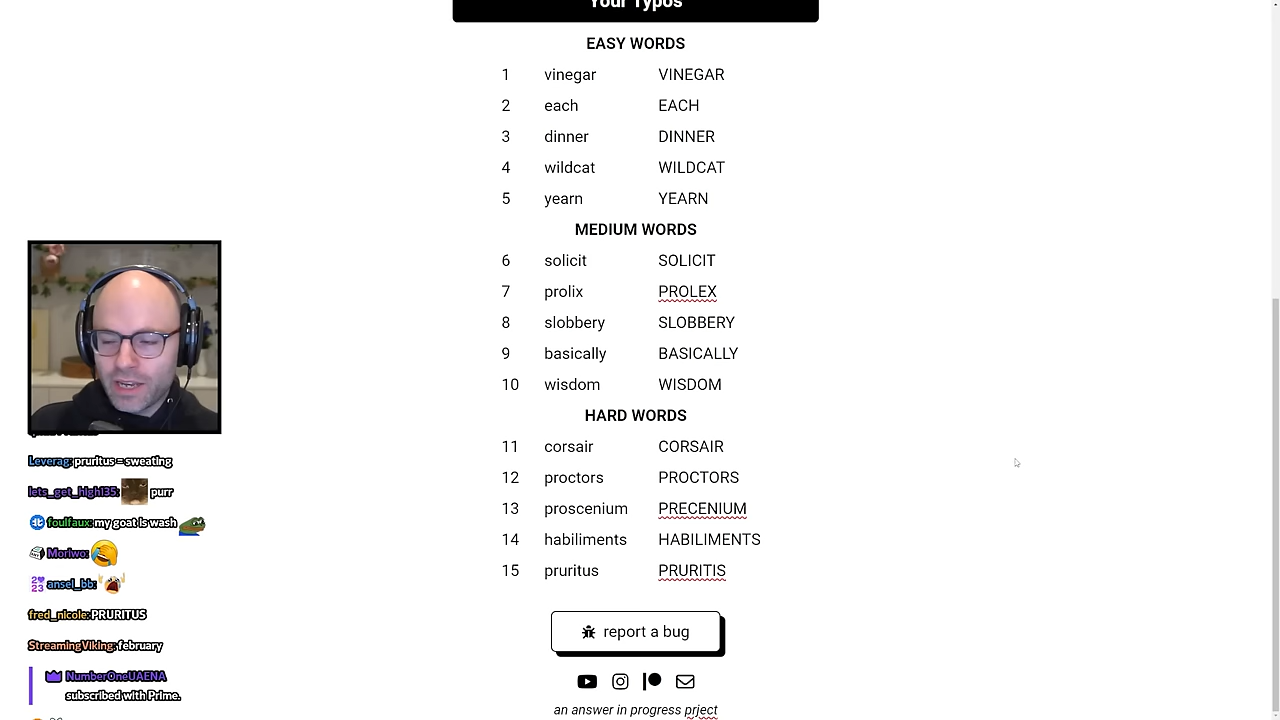 Your Typos
EASY WORDS
1 vinegar VINEGAR
2 each EACH
3 dinner DINNER
4 wildcat WILDCAT
5 yearn YEARN
MEDIUM WORDS
6 solicit SOLICIT
7 prolix PROLEX
8 slobbery SLOBBERY
9 basically BASICALLY
10 wisdom WISDOM
HARD WORDS
11 corsair CORSAIR
12 proctors PROCTORS
13 proscenium PRECENIUM
14 habiliments HABILIMENTS
15 pruritus PRURITIS
report a bug
an answer in progress prject
Leverag: pruritus = sweating
lets_get_high135: purr
foulfaux: my goat is wash
Moriwo:
ansel_bb:
fred_nicole: PRURITUS
StreamingViking: february
NumberOneUAENA
subscribed with Prime.